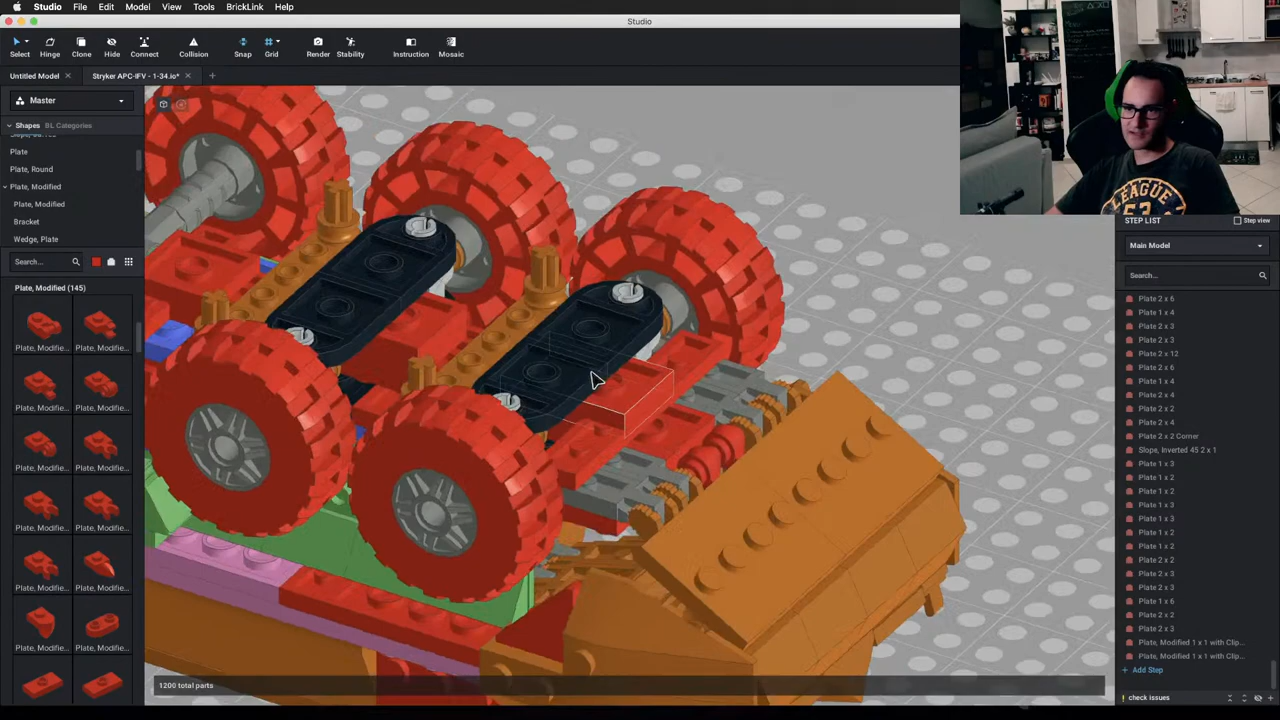 Studio File Edit Model View Tools BrickLink Help
Studio
Select Hinge Clone Hide Connect Collision Snap Grid Render Stability Instruction Mosaic
Untitled Model Stryker APC-IFV - 1-34.io*
Master
Shapes BL Categories
Plate
Plate, Round
Plate, Modified
Plate, Modified
Bracket
Wedge, Plate
Search...
Plate, Modified (145)
Plate, Modifie... Plate, Modifie...
Plate, Modifie... Plate, Modifie...
Plate, Modifie... Plate, Modifie...
Plate, Modifie... Plate, Modifie...
Plate, Modifie... Plate, Modifie...
Plate, Modifie... Plate, Modifie...
1200 total parts
LEAGUE
STEP LIST Step view
Main Model
Search...
Plate 2 x 6
Plate 1 x 4
Plate 2 x 3
Plate 2 x 3
Plate 2 x 12
Plate 2 x 6
Plate 1 x 4
Plate 2 x 4
Plate 2 x 2
Plate 2 x 4
Plate 2 x 2 Corner
Slope, Inverted 45 2 x 1
Plate 1 x 3
Plate 1 x 2
Plate 1 x 2
Plate 1 x 3
Plate 1 x 3
Plate 1 x 2
Plate 1 x 2
Plate 2 x 2
Plate 2 x 3
Plate 2 x 3
Plate 1 x 6
Plate 2 x 2
Plate 2 x 3
Plate, Modified 1 x 1 with Clip...
Plate, Modified 1 x 1 with Clip...
+ Add Step
! check issues